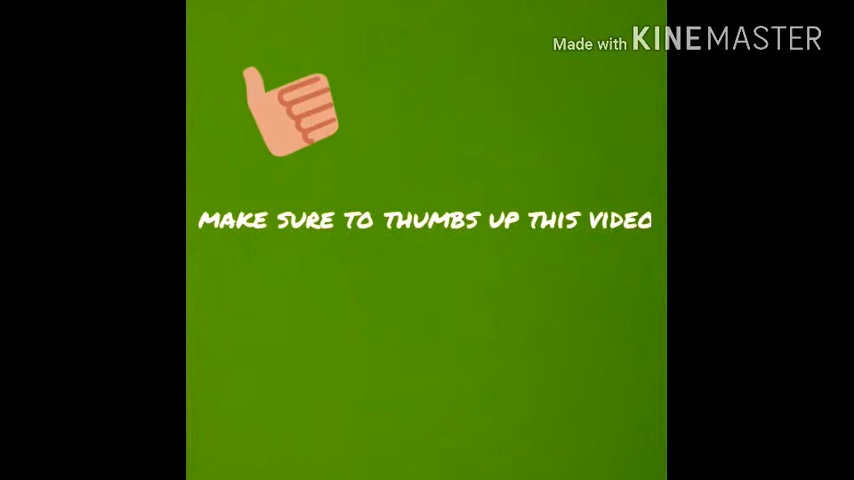 Made with KINEMASTER
MAKE SURE TO THUMBS UP THIS VIDEO